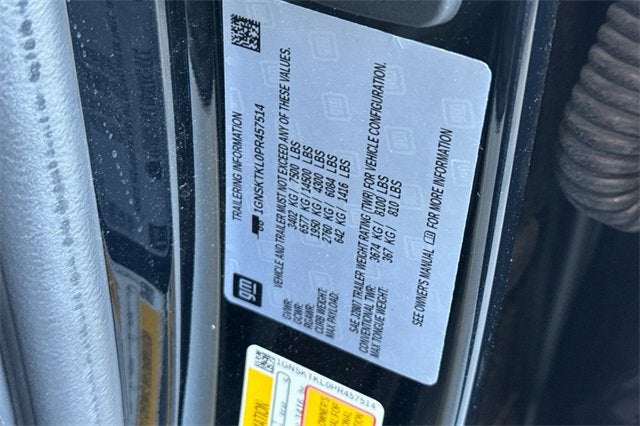 gm
TRAILERING INFORMATION
1GNSKTKL0PR457514
VEHICLE AND TRAILER MUST NOT EXCEED ANY OF THESE VALUES.
GVWR: 3402 KG / 7500 LBS
GCWR: 6577 KG / 14500 LBS
RGAWR: 1950 KG / 4300 LBS
CURB WEIGHT: 2760 KG / 6084 LBS
MAX PAYLOAD: 642 KG / 1416 LBS
SAE J2807 TRAILER WEIGHT RATING (TWR) FOR VEHICLE CONFIGURATION.
CONVENTIONAL TWR: 3674 KG / 8100 LBS
MAX TONGUE WEIGHT: 367 KG / 810 LBS
SEE OWNER'S MANUAL FOR MORE INFORMATION
1GNSKTKL0PR457514
OWNER'S